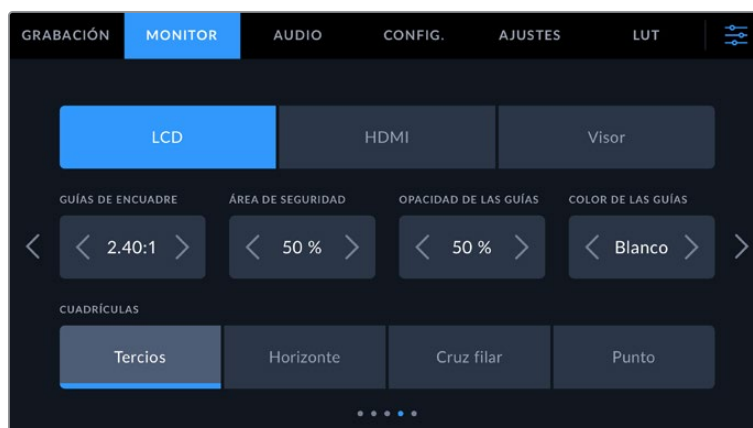 GRABACIÓN MONITOR AUDIO CONFIG. AJUSTES LUT
LCD HDMI Visor
GUÍAS DE ENCUADRE ÁREA DE SEGURIDAD OPACIDAD DE LAS GUÍAS COLOR DE LAS GUÍAS
2.40:1 50 % 50 % Blanco
CUADRÍCULAS
Tercios Horizonte Cruz filar Punto